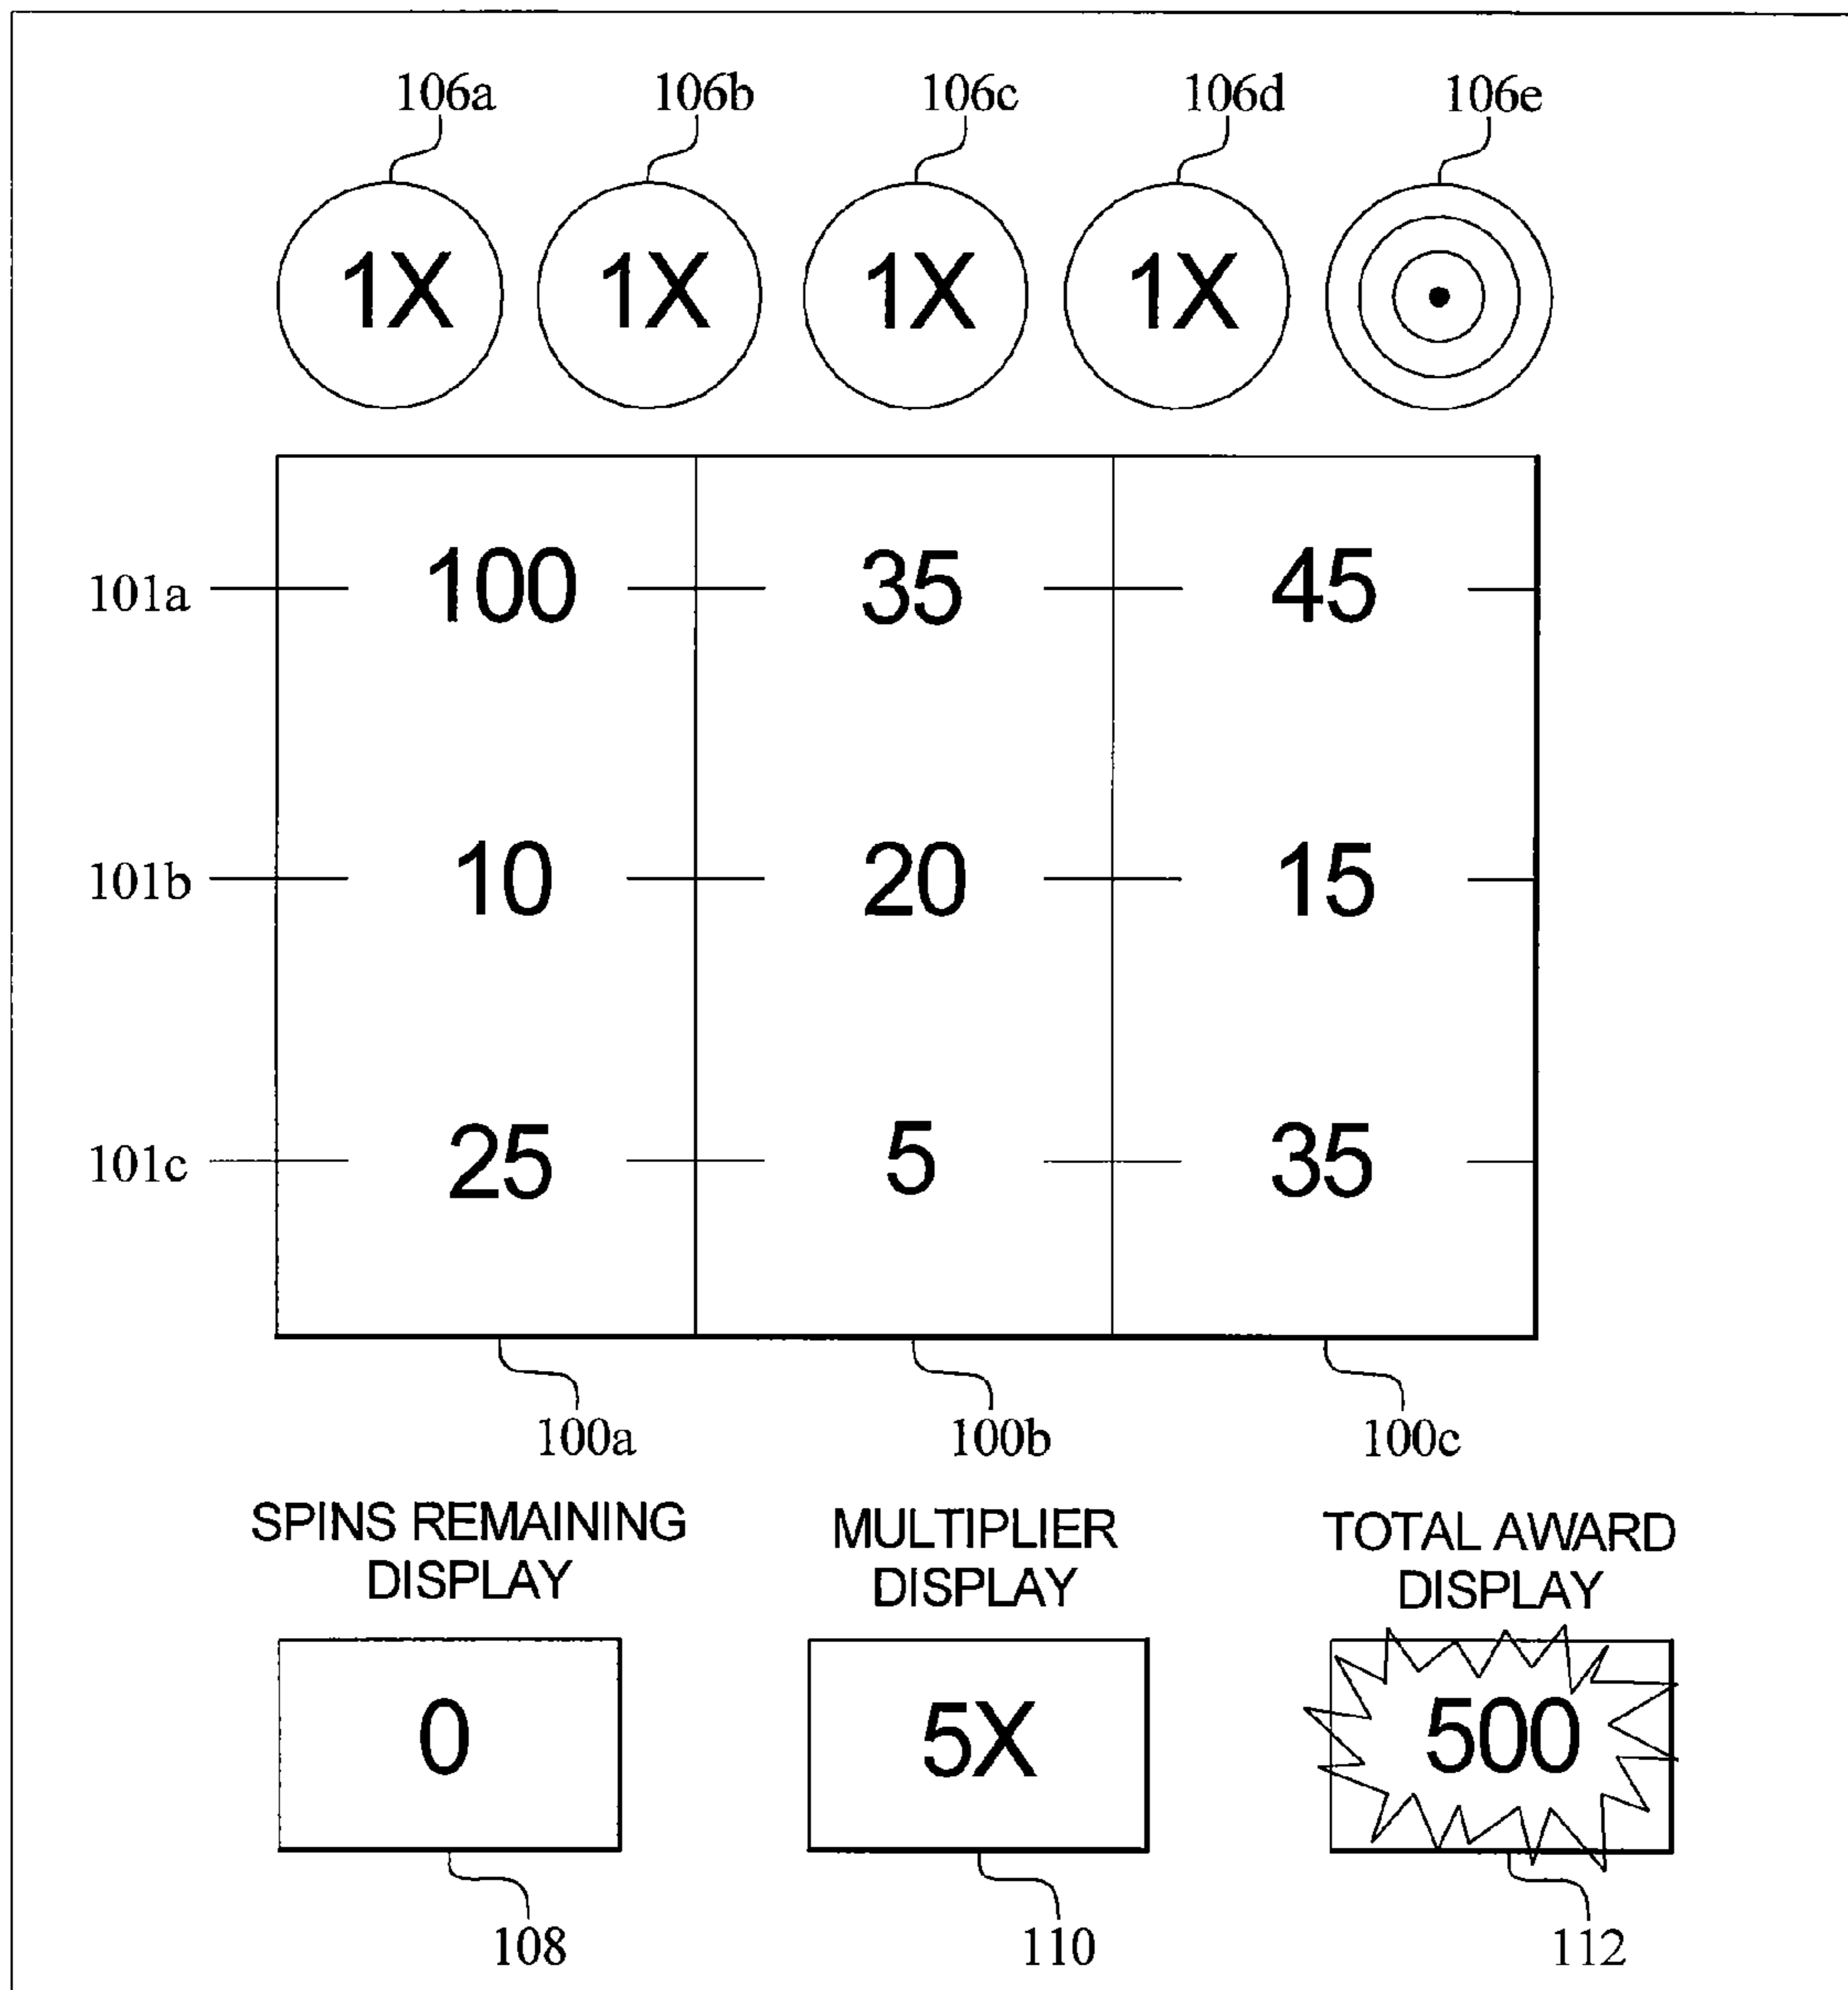 106a 106b 106c 106d 106e
1X 1X 1X 1X
101a 100 35 45
101b 10 20 15
101c 25 5 35
100a 100b 100c
SPINS REMAINING DISPLAY
MULTIPLIER DISPLAY
TOTAL AWARD DISPLAY
0 5X 500
108 110 112